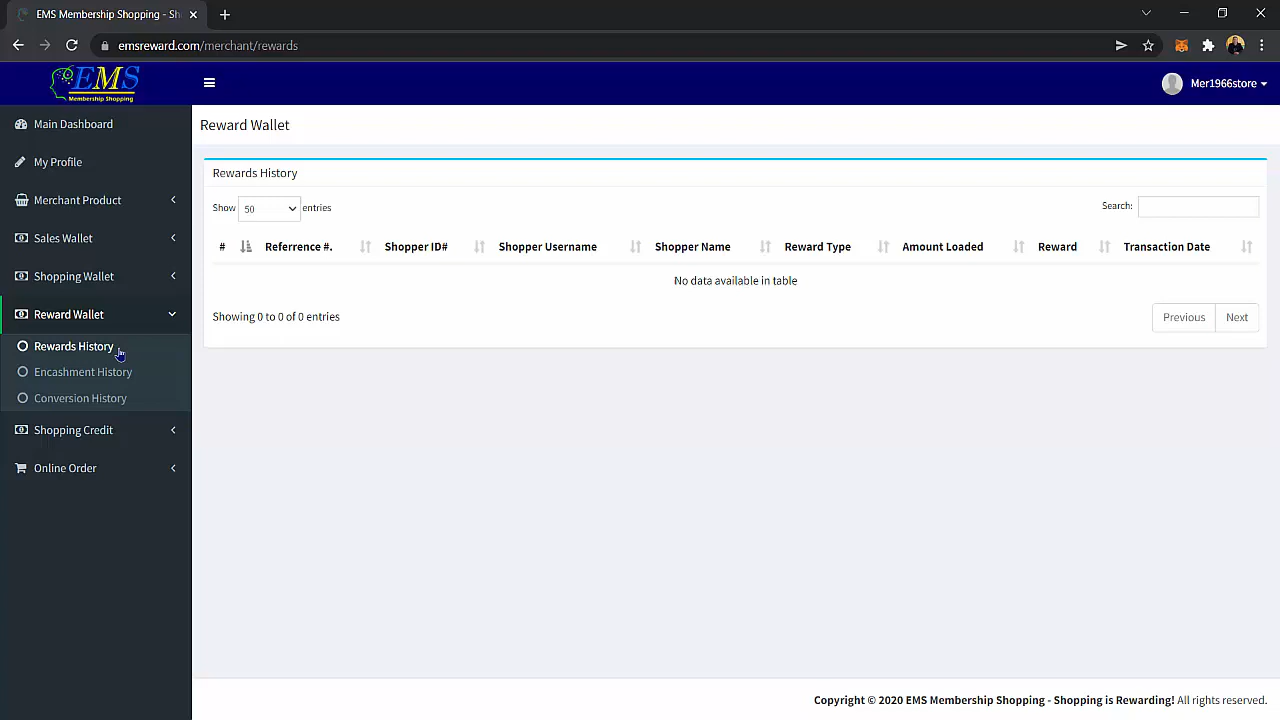 EMS Membership Shopping - Sh
emsreward.com/merchant/rewards
EMS
Membership Shopping
Mer1966store
Main Dashboard
My Profile
Merchant Product
Sales Wallet
Shopping Wallet
Reward Wallet
Rewards History
Encashment History
Conversion History
Shopping Credit
Online Order
Reward Wallet
Rewards History
Show 50 entries
Search:
# Referrence #. Shopper ID# Shopper Username Shopper Name Reward Type Amount Loaded Reward Transaction Date
No data available in table
Showing 0 to 0 of 0 entries
Previous Next
Copyright © 2020 EMS Membership Shopping - Shopping is Rewarding! All rights reserved.